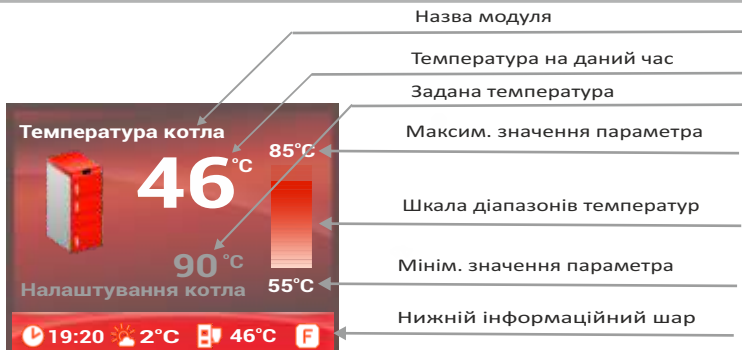 Назва модуля
Температура на даний час
Задана температура
Максим. значення параметра
Шкала діапазонів температур
Мінім. значення параметра
Нижній інформаційний шар
Температура котла
46°C
85°C
90°C
Налаштування котла
55°C
19:20 2°C 46°C F